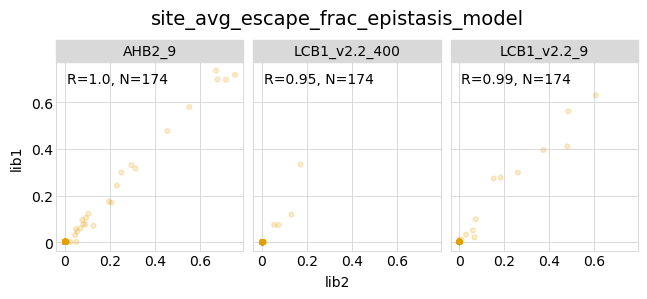 site_avg_escape_frac_epistasis_model
AHB2_9 LCB1_v2.2_400 LCB1_v2.2_9
R=1.0, N=174 R=0.95, N=174 R=0.99, N=174
0.6
0.4
lib1
0.2
0
0 0.2 0.4 0.6 0 0.2 0.4 0.6 0 0.2 0.4 0.6
lib2